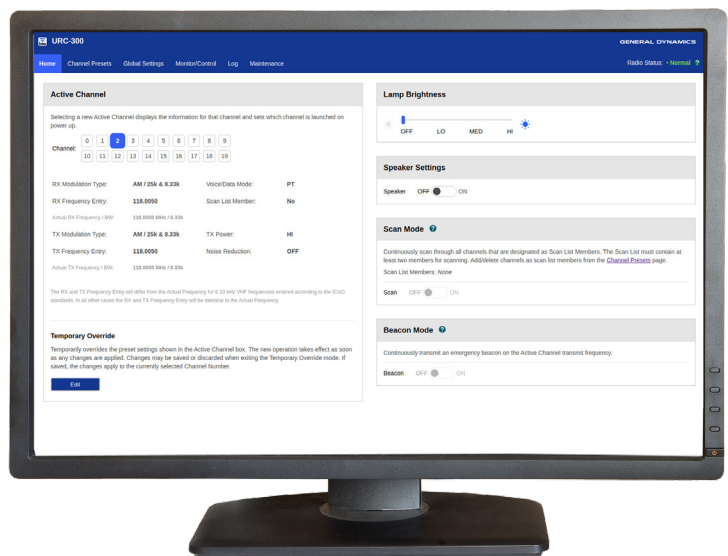 URC-300
GENERAL DYNAMICS
Home Channel Presets Global Settings Monitor/Control Log Maintenance
Radio Status: • Normal ?
Active Channel
Selecting a new Active Channel displays the information for that channel and sets which channel is launched on
power up.
Channel:
0 1 2 3 4 5 6 7 8 9
10 11 12 13 14 15 16 17 18 19
RX Modulation Type: AM / 25k & 8.33k Voice/Data Mode: PT
RX Frequency Entry: 118.0050 Scan List Member: No
Actual RX Frequency / BW: 118.0000 MHz / 8.33k
TX Modulation Type: AM / 25k & 8.33k TX Power: HI
TX Frequency Entry: 118.0050 Noise Reduction: OFF
Actual TX Frequency / BW: 118.0000 MHz / 8.33k
The RX and TX Frequency Entry will differ from the Actual Frequency for 8.33 kHz VHF frequencies entered according to the ICAO
standards. In all other cases the RX and TX Frequency Entry will be identical to the Actual Frequency.
Temporary Override
Temporarily overrides the preset settings shown in the Active Channel box. The new operation takes effect as soon
as any changes are applied. Changes may be saved or discarded when exiting the Temporary Override mode. If
saved, the changes apply to the currently selected Channel Number.
Edit
Lamp Brightness
OFF LO MED HI
Speaker Settings
Speaker OFF ON
Scan Mode ?
Continuously scan through all channels that are designated as Scan List Members. The Scan List must contain at
least two members for scanning. Add/delete channels as scan list members from the Channel Presets page.
Scan List Members: None
Scan OFF ON
Beacon Mode ?
Continuously transmit an emergency beacon on the Active Channel transmit frequency.
Beacon OFF ON